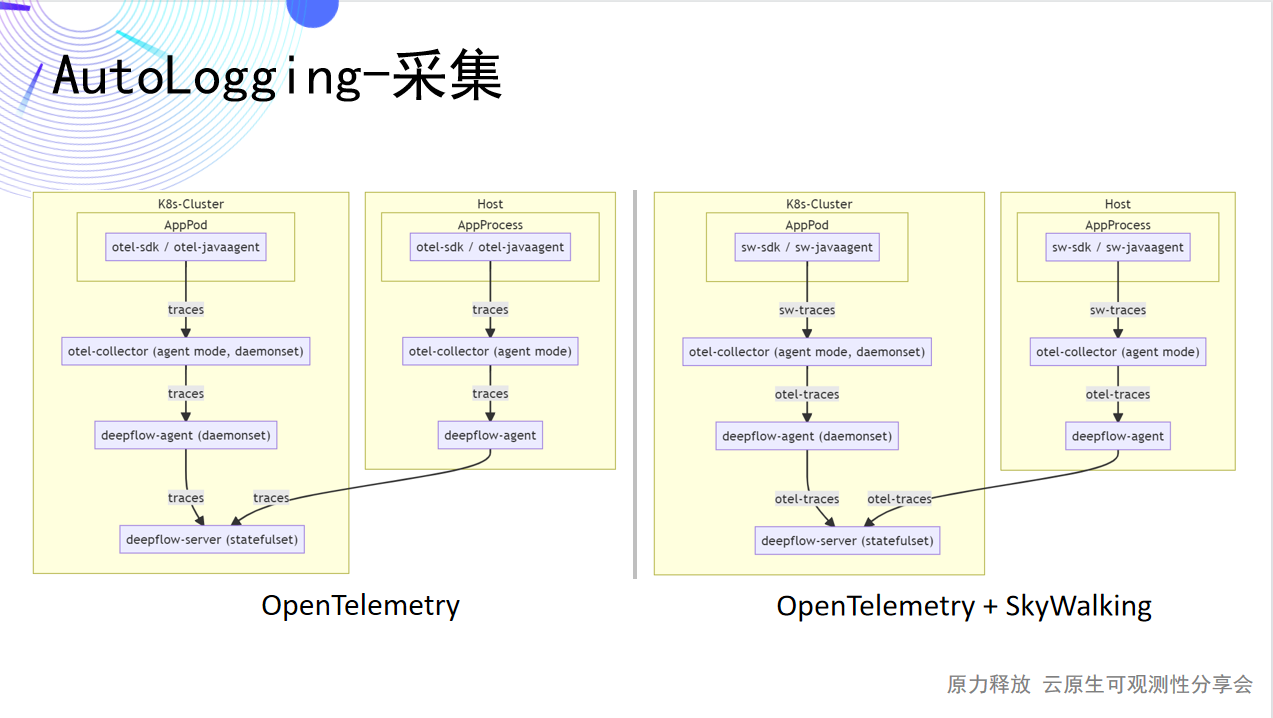 AutoLogging-采集
K8s-Cluster
AppPod
otel-sdk / otel-javaagent
traces
otel-collector (agent mode, daemonset)
traces
deepflow-agent (daemonset)
traces
deepflow-server (statefulset)
Host
AppProcess
otel-sdk / otel-javaagent
traces
otel-collector (agent mode)
traces
deepflow-agent
traces
OpenTelemetry
K8s-Cluster
AppPod
sw-sdk / sw-javaagent
sw-traces
otel-collector (agent mode, daemonset)
otel-traces
deepflow-agent (daemonset)
otel-traces
deepflow-server (statefulset)
Host
AppProcess
sw-sdk / sw-javaagent
sw-traces
otel-collector (agent mode)
otel-traces
deepflow-agent
otel-traces
OpenTelemetry + SkyWalking
原力释放 云原生可观测性分享会